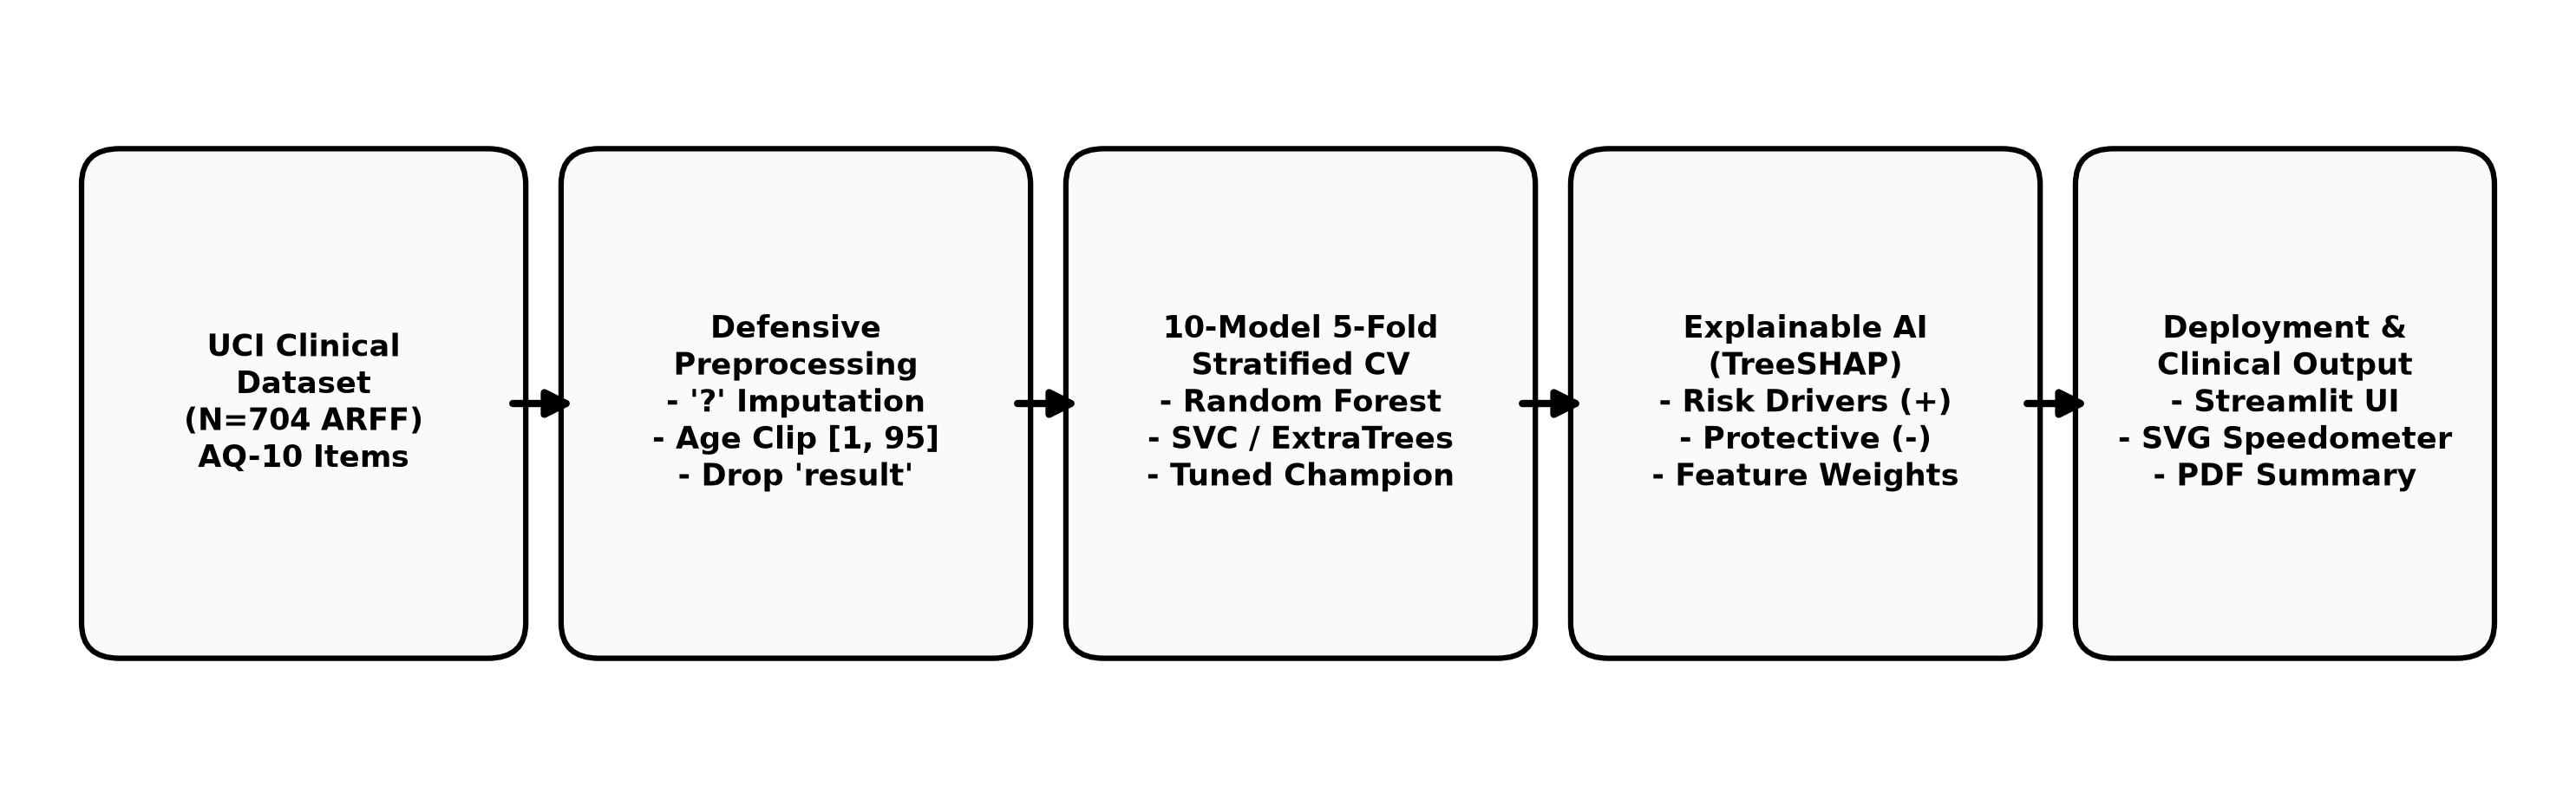 UCI Clinical
Dataset
(N=704 ARFF)
AQ-10 Items
Defensive
Preprocessing
- '?' Imputation
- Age Clip [1, 95]
- Drop 'result'
10-Model 5-Fold
Stratified CV
- Random Forest
- SVC / ExtraTrees
- Tuned Champion
Explainable AI
(TreeSHAP)
- Risk Drivers (+)
- Protective (-)
- Feature Weights
Deployment &
Clinical Output
- Streamlit UI
- SVG Speedometer
- PDF Summary